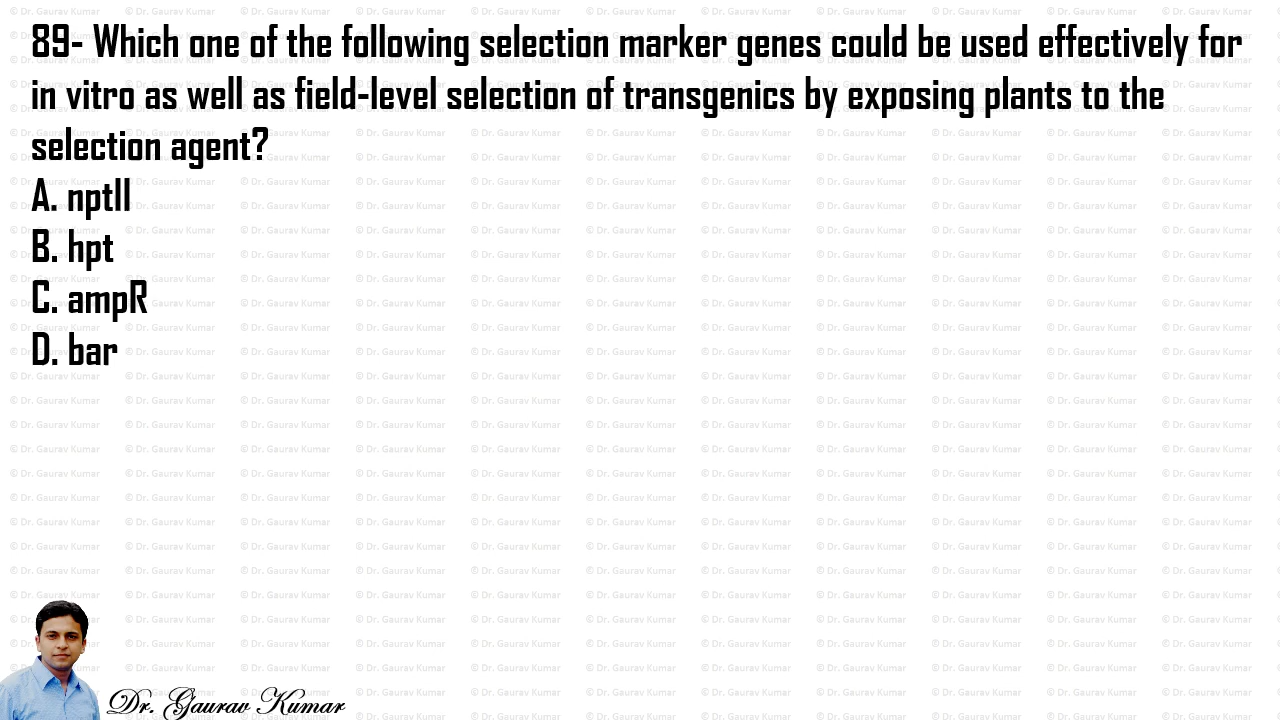 89- Which one of the following selection marker genes could be used effectively for
in vitro as well as field-level selection of transgenics by exposing plants to the
selection agent?
A. nptll
B. hpt
C. ampR
D. bar
Dr. Gaurav Kumar